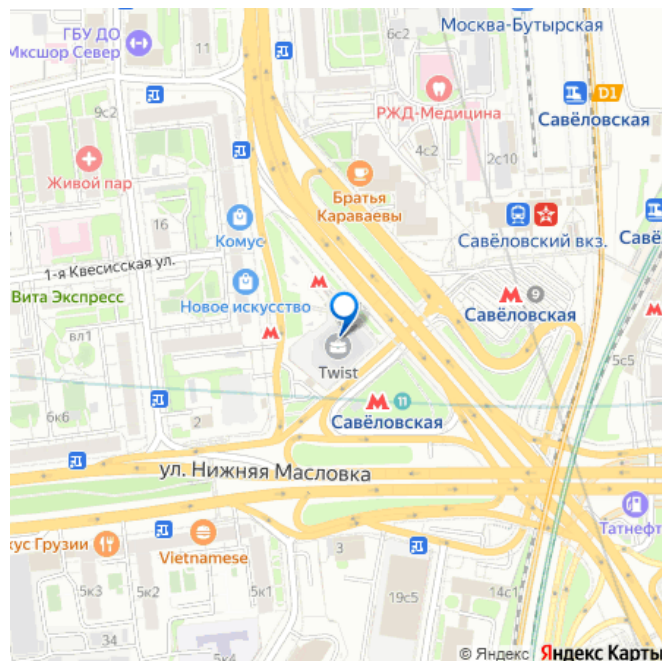 ГБУ ДО
Мксшор Север
11
6с2
Москва-Бутырская
РЖД-Медицина
D1
Савёловская
9с2
4с2
2с10
Живой пар
Братья
Караваевы
16
Комус
Савёловский вкз.
Савё
1-я Квесисская ул.
Вита Экспресс
Новое искусство
9
Савёловская
вл1
Twist
5с5
6к6
2
11
Савёловская
ул. Нижняя Масловка
Татнефт
кус Грузии
Vietnamese
3
5к3
5к2
5к1
19с5
14с1
34
4
© Яндекс
Яндекс Карты